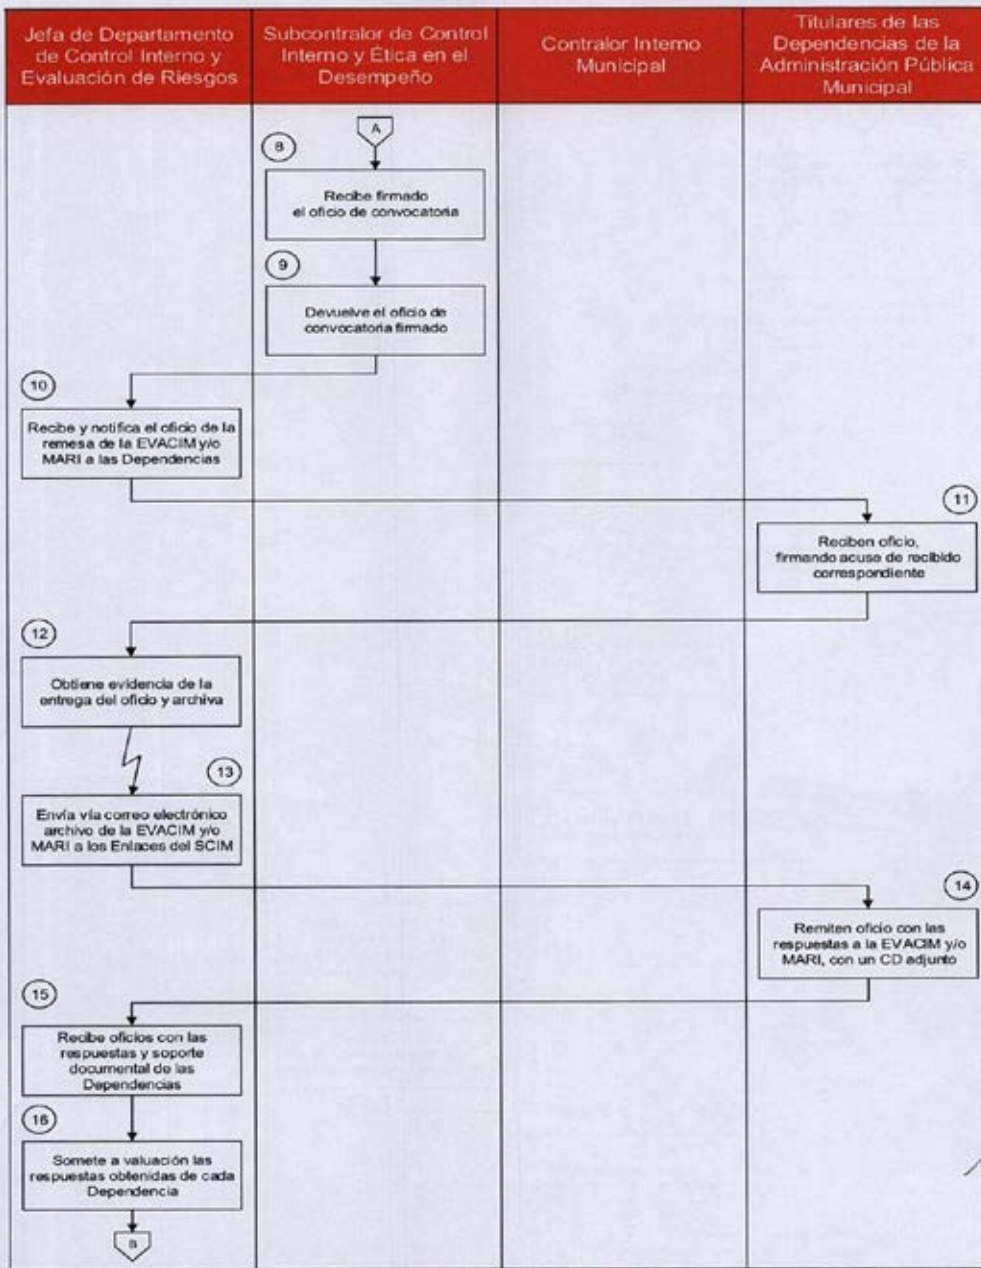 Jefa de Departamento
de Control Interno y
Evaluación de Riesgos
Subcontralor de Control
Interno y Ética en el
Desempeño
Contralor Interno
Municipal
Titulares de las
Dependencias de la
Administración Pública
Municipal
A
8
Recibe firmado
el oficio de convocatoria
9
Devuelve el oficio de
convocatoria firmado
10
Recibe y notifica el oficio de la
remesa de la EVACIM y/o
MARI a las Dependencias
11
Reciben oficio,
firmando acuse de recibido
correspondiente
12
Obtiene evidencia de la
entrega del oficio y archiva
13
Envía vía correo electrónico
archivo de la EVACIM y/o
MARI a los Enlaces del SCIM
14
Remiten oficio con las
respuestas a la EVACIM y/o
MARI, con un CD adjunto
15
Recibe oficios con las
respuestas y soporte
documental de las
Dependencias
16
Somete a valuación las
respuestas obtenidas de cada
Dependencia
B